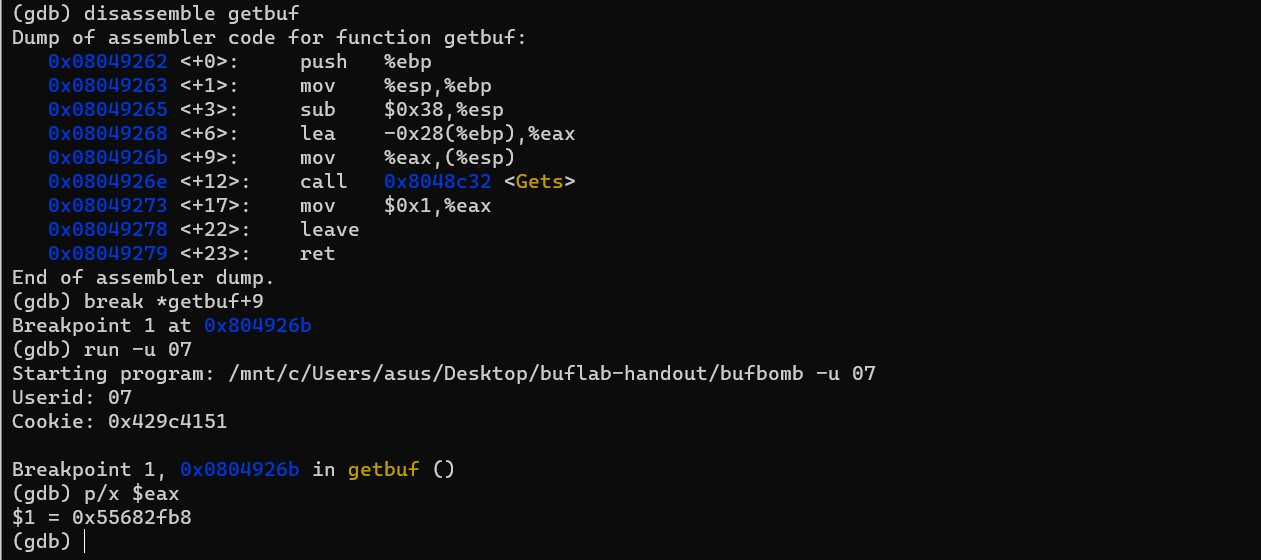 (gdb) disassemble getbuf
Dump of assembler code for function getbuf:
   0x08049262 <+0>:     push   %ebp
   0x08049263 <+1>:     mov    %esp,%ebp
   0x08049265 <+3>:     sub    $0x38,%esp
   0x08049268 <+6>:     lea    -0x28(%ebp),%eax
   0x0804926b <+9>:     mov    %eax,(%esp)
   0x0804926e <+12>:    call   0x8048c32 <Gets>
   0x08049273 <+17>:    mov    $0x1,%eax
   0x08049278 <+22>:    leave
   0x08049279 <+23>:    ret
End of assembler dump.
(gdb) break *getbuf+9
Breakpoint 1 at 0x804926b
(gdb) run -u 07
Starting program: /mnt/c/Users/asus/Desktop/buflab-handout/bufbomb -u 07
Userid: 07
Cookie: 0x429c4151

Breakpoint 1, 0x0804926b in getbuf ()
(gdb) p/x $eax
$1 = 0x55682fb8
(gdb)